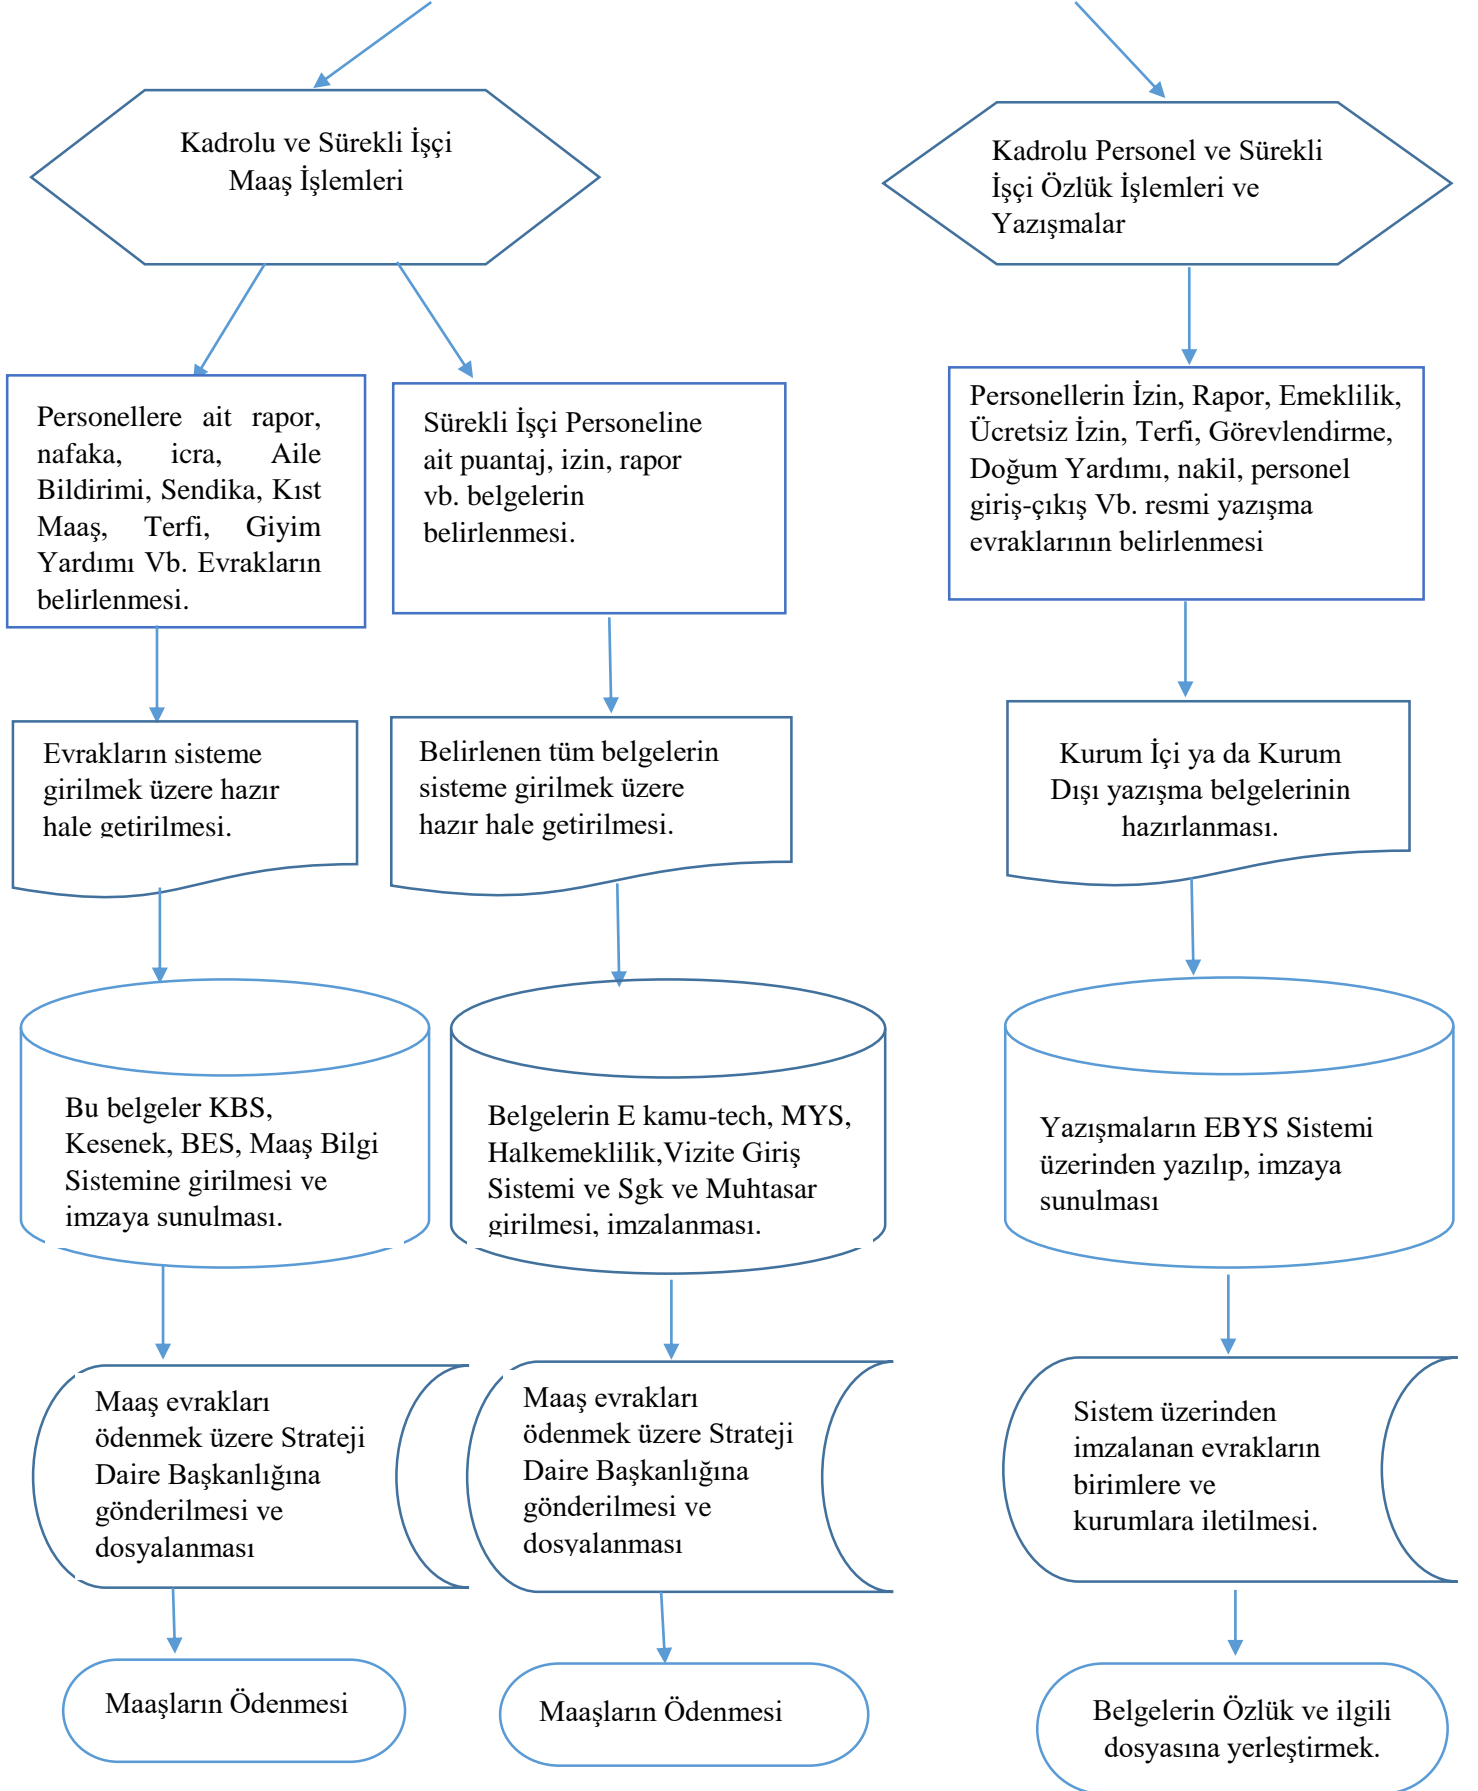 Kadrolu ve Sürekli İşçi
Maaş İşlemleri
Kadrolu Personel ve Sürekli
İşçi Özlük İşlemleri ve
Yazışmalar
Personellere ait rapor,
nafaka, icra, Aile
Bildirimi, Sendika, Kıst
Maaş, Terfi, Giyim
Yardımı Vb. Evrakların
belirlenmesi.
Sürekli İşçi Personeline
ait puantaj, izin, rapor
vb. belgelerin
belirlenmesi.
Personellerin İzin, Rapor, Emeklilik,
Ücretsiz İzin, Terfi, Görevlendirme,
Doğum Yardımı, nakil, personel
giriş-çıkış Vb. resmi yazışma
evraklarının belirlenmesi
Evrakların sisteme
girilmek üzere hazır
hale getirilmesi.
Belirlenen tüm belgelerin
sisteme girilmek üzere
hazır hale getirilmesi.
Kurum İçi ya da Kurum
Dışı yazışma belgelerinin
hazırlanması.
Bu belgeler KBS,
Kesenek, BES, Maaş Bilgi
Sistemine girilmesi ve
imzaya sunulması.
Belgelerin E kamu-tech, MYS,
Halkemeklilik,Vizite Giriş
Sistemi ve Sgk ve Muhtasar
girilmesi, imzalanması.
Yazışmaların EBYS Sistemi
üzerinden yazılıp, imzaya
sunulması
Maaş evrakları
ödenmek üzere Strateji
Daire Başkanlığına
gönderilmesi ve
dosyalanması
Maaş evrakları
ödenmek üzere Strateji
Daire Başkanlığına
gönderilmesi ve
dosyalanması
Sistem üzerinden
imzalanan evrakların
birimlere ve
kurumlara iletilmesi.
Maaşların Ödenmesi
Maaşların Ödenmesi
Belgelerin Özlük ve ilgili
dosyasına yerleştirmek.